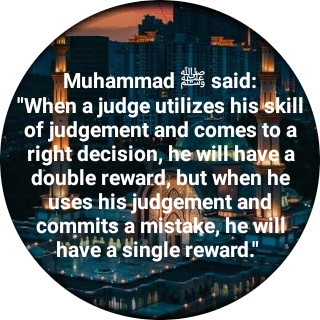 Muhammad ﷺ said:
"When a judge utilizes his skill
of judgement and comes to a
right decision, he will have a
double reward, but when he
uses his judgement and
commits a mistake, he will
have a single reward."